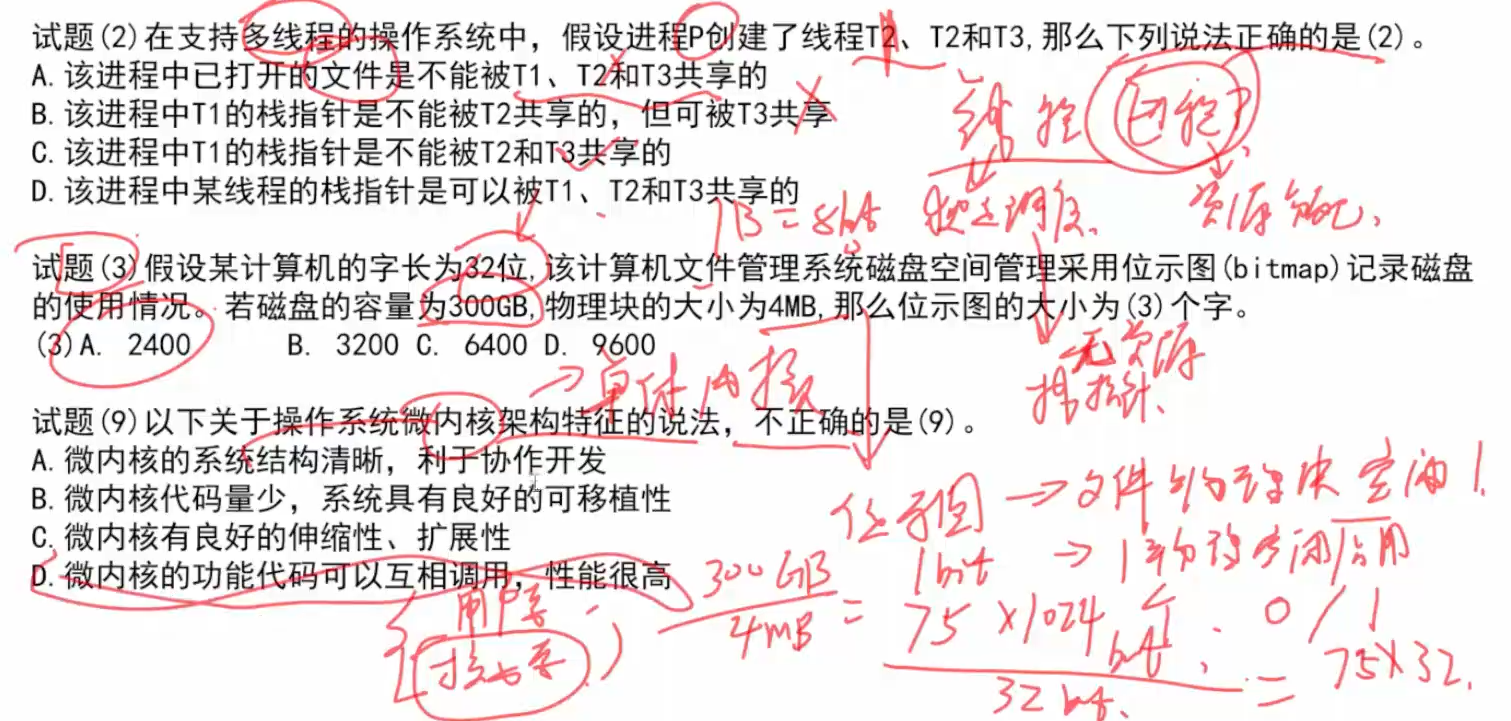 试题(2)在支持多线程的操作系统中，假设进程P创建了线程T2、T2和T3,那么下列说法正确的是(2)。
A.该进程中已打开的文件是不能被T1、T2和T3共享的
B.该进程中T1的栈指针是不能被T2共享的，但可被T3共享
C.该进程中T1的栈指针是不能被T2和T3共享的
D.该进程中某线程的栈指针是可以被T1、T2和T3共享的
线程 进程P
1B=8bit 独立调度、 资源分配、
试题(3)假设某计算机的字长为32位,该计算机文件管理系统磁盘空间管理采用位示图(bitmap)记录磁盘
的使用情况。若磁盘的容量为300GB,物理块的大小为4MB,那么位示图的大小为(3)个字。
(3)A. 2400 B. 3200 C. 6400 D. 9600
无资源
→单体内核
试题(9)以下关于操作系统微内核架构特征的说法，不正确的是(9)。
A.微内核的系统结构清晰，利于协作开发
B.微内核代码量少，系统具有良好的可移植性
C.微内核有良好的伸缩性、扩展性
D.微内核的功能代码可以互相调用，性能很高
位示图 → 文件物理块空闲
1bit → 占用
0/1
300GB/4MB = 75×1024个bit/32bit = 75×32
用户态
核心态